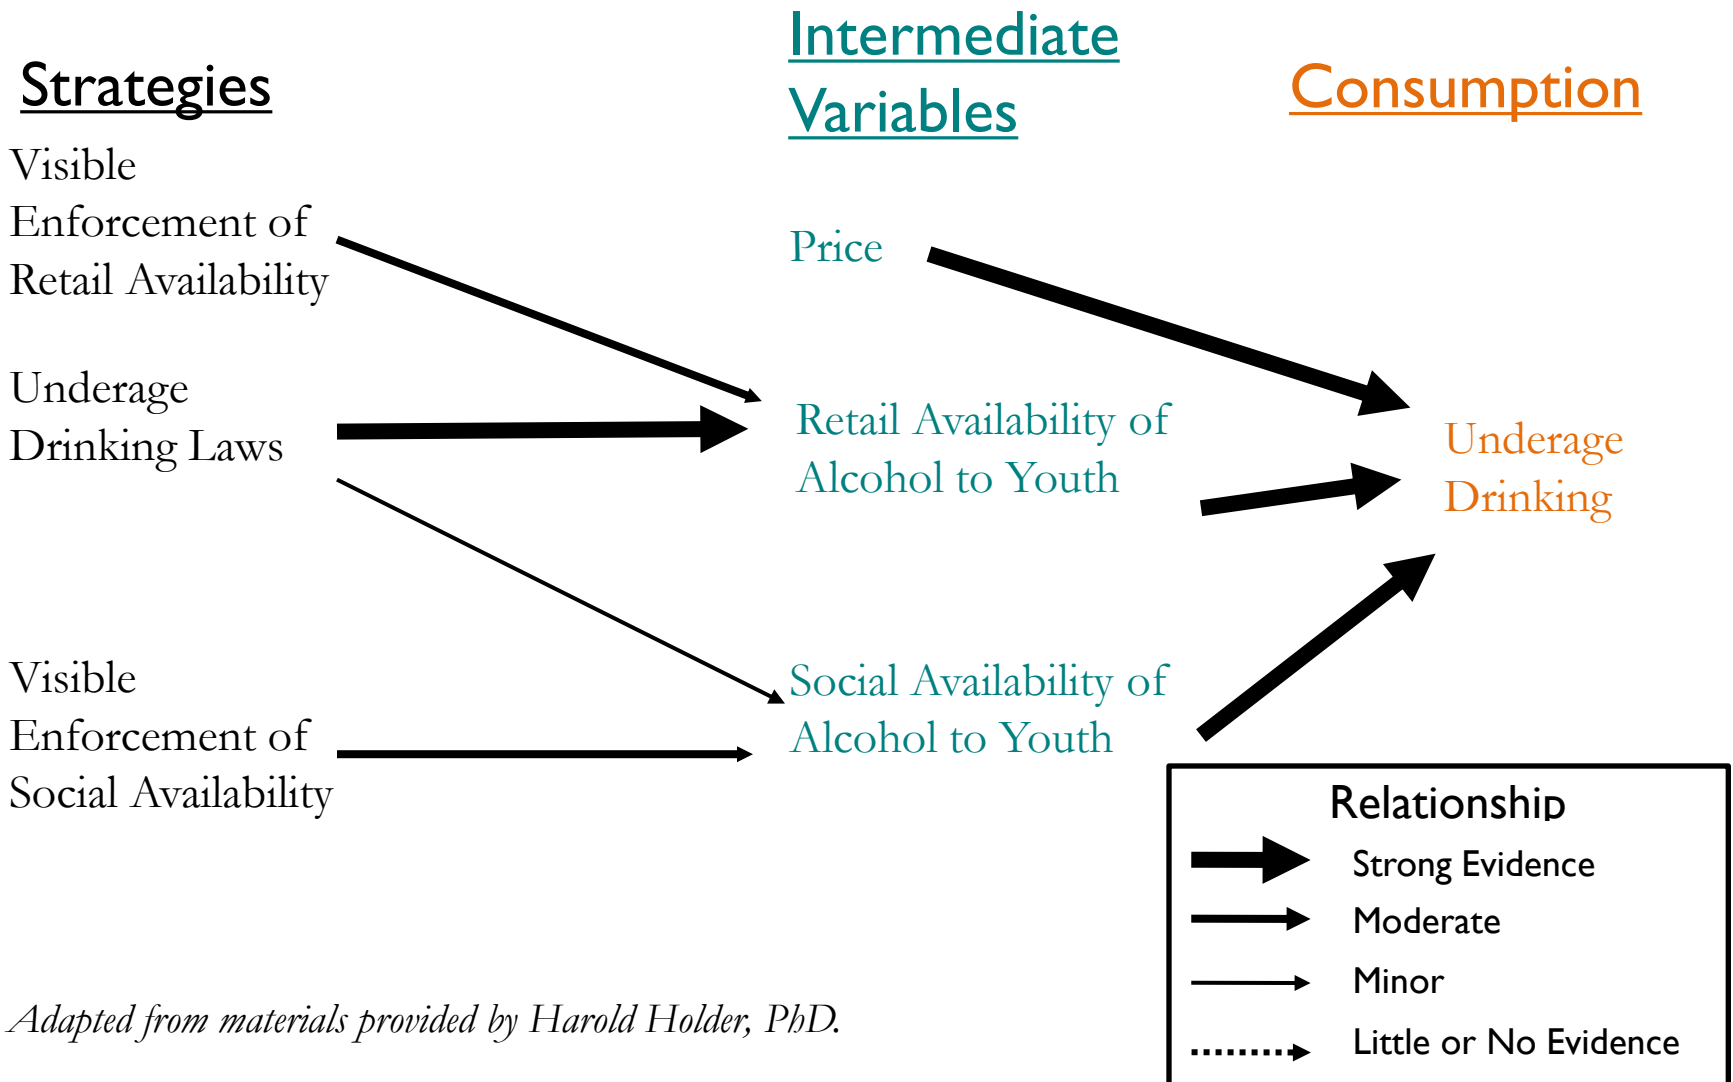 Strategies
Intermediate
Variables
Consumption
Visible
Enforcement of
Retail Availability
Underage
Drinking Laws
Visible
Enforcement of
Social Availability
Price
Retail Availability of
Alcohol to Youth
Social Availability of
Alcohol to Youth
Underage
Drinking
Relationship
Strong Evidence
Moderate
Minor
Little or No Evidence
Adapted from materials provided by Harold Holder, PhD.